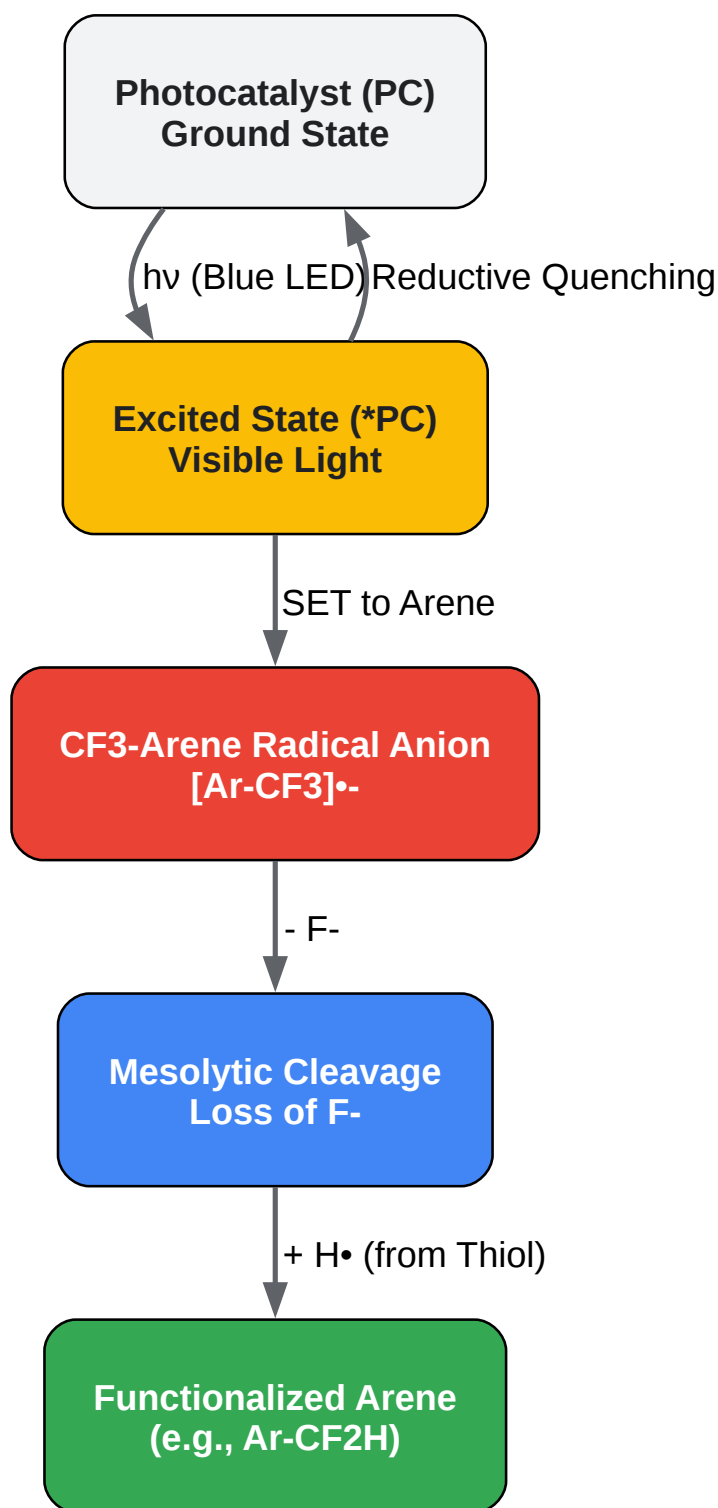 Photocatalyst (PC)
Ground State
hν (Blue LED)
Reductive Quenching
Excited State (*PC)
Visible Light
SET to Arene
CF3-Arene Radical Anion
[Ar-CF3]•-
- F-
Mesolytic Cleavage
Loss of F-
+ H• (from Thiol)
Functionalized Arene
(e.g., Ar-CF2H)